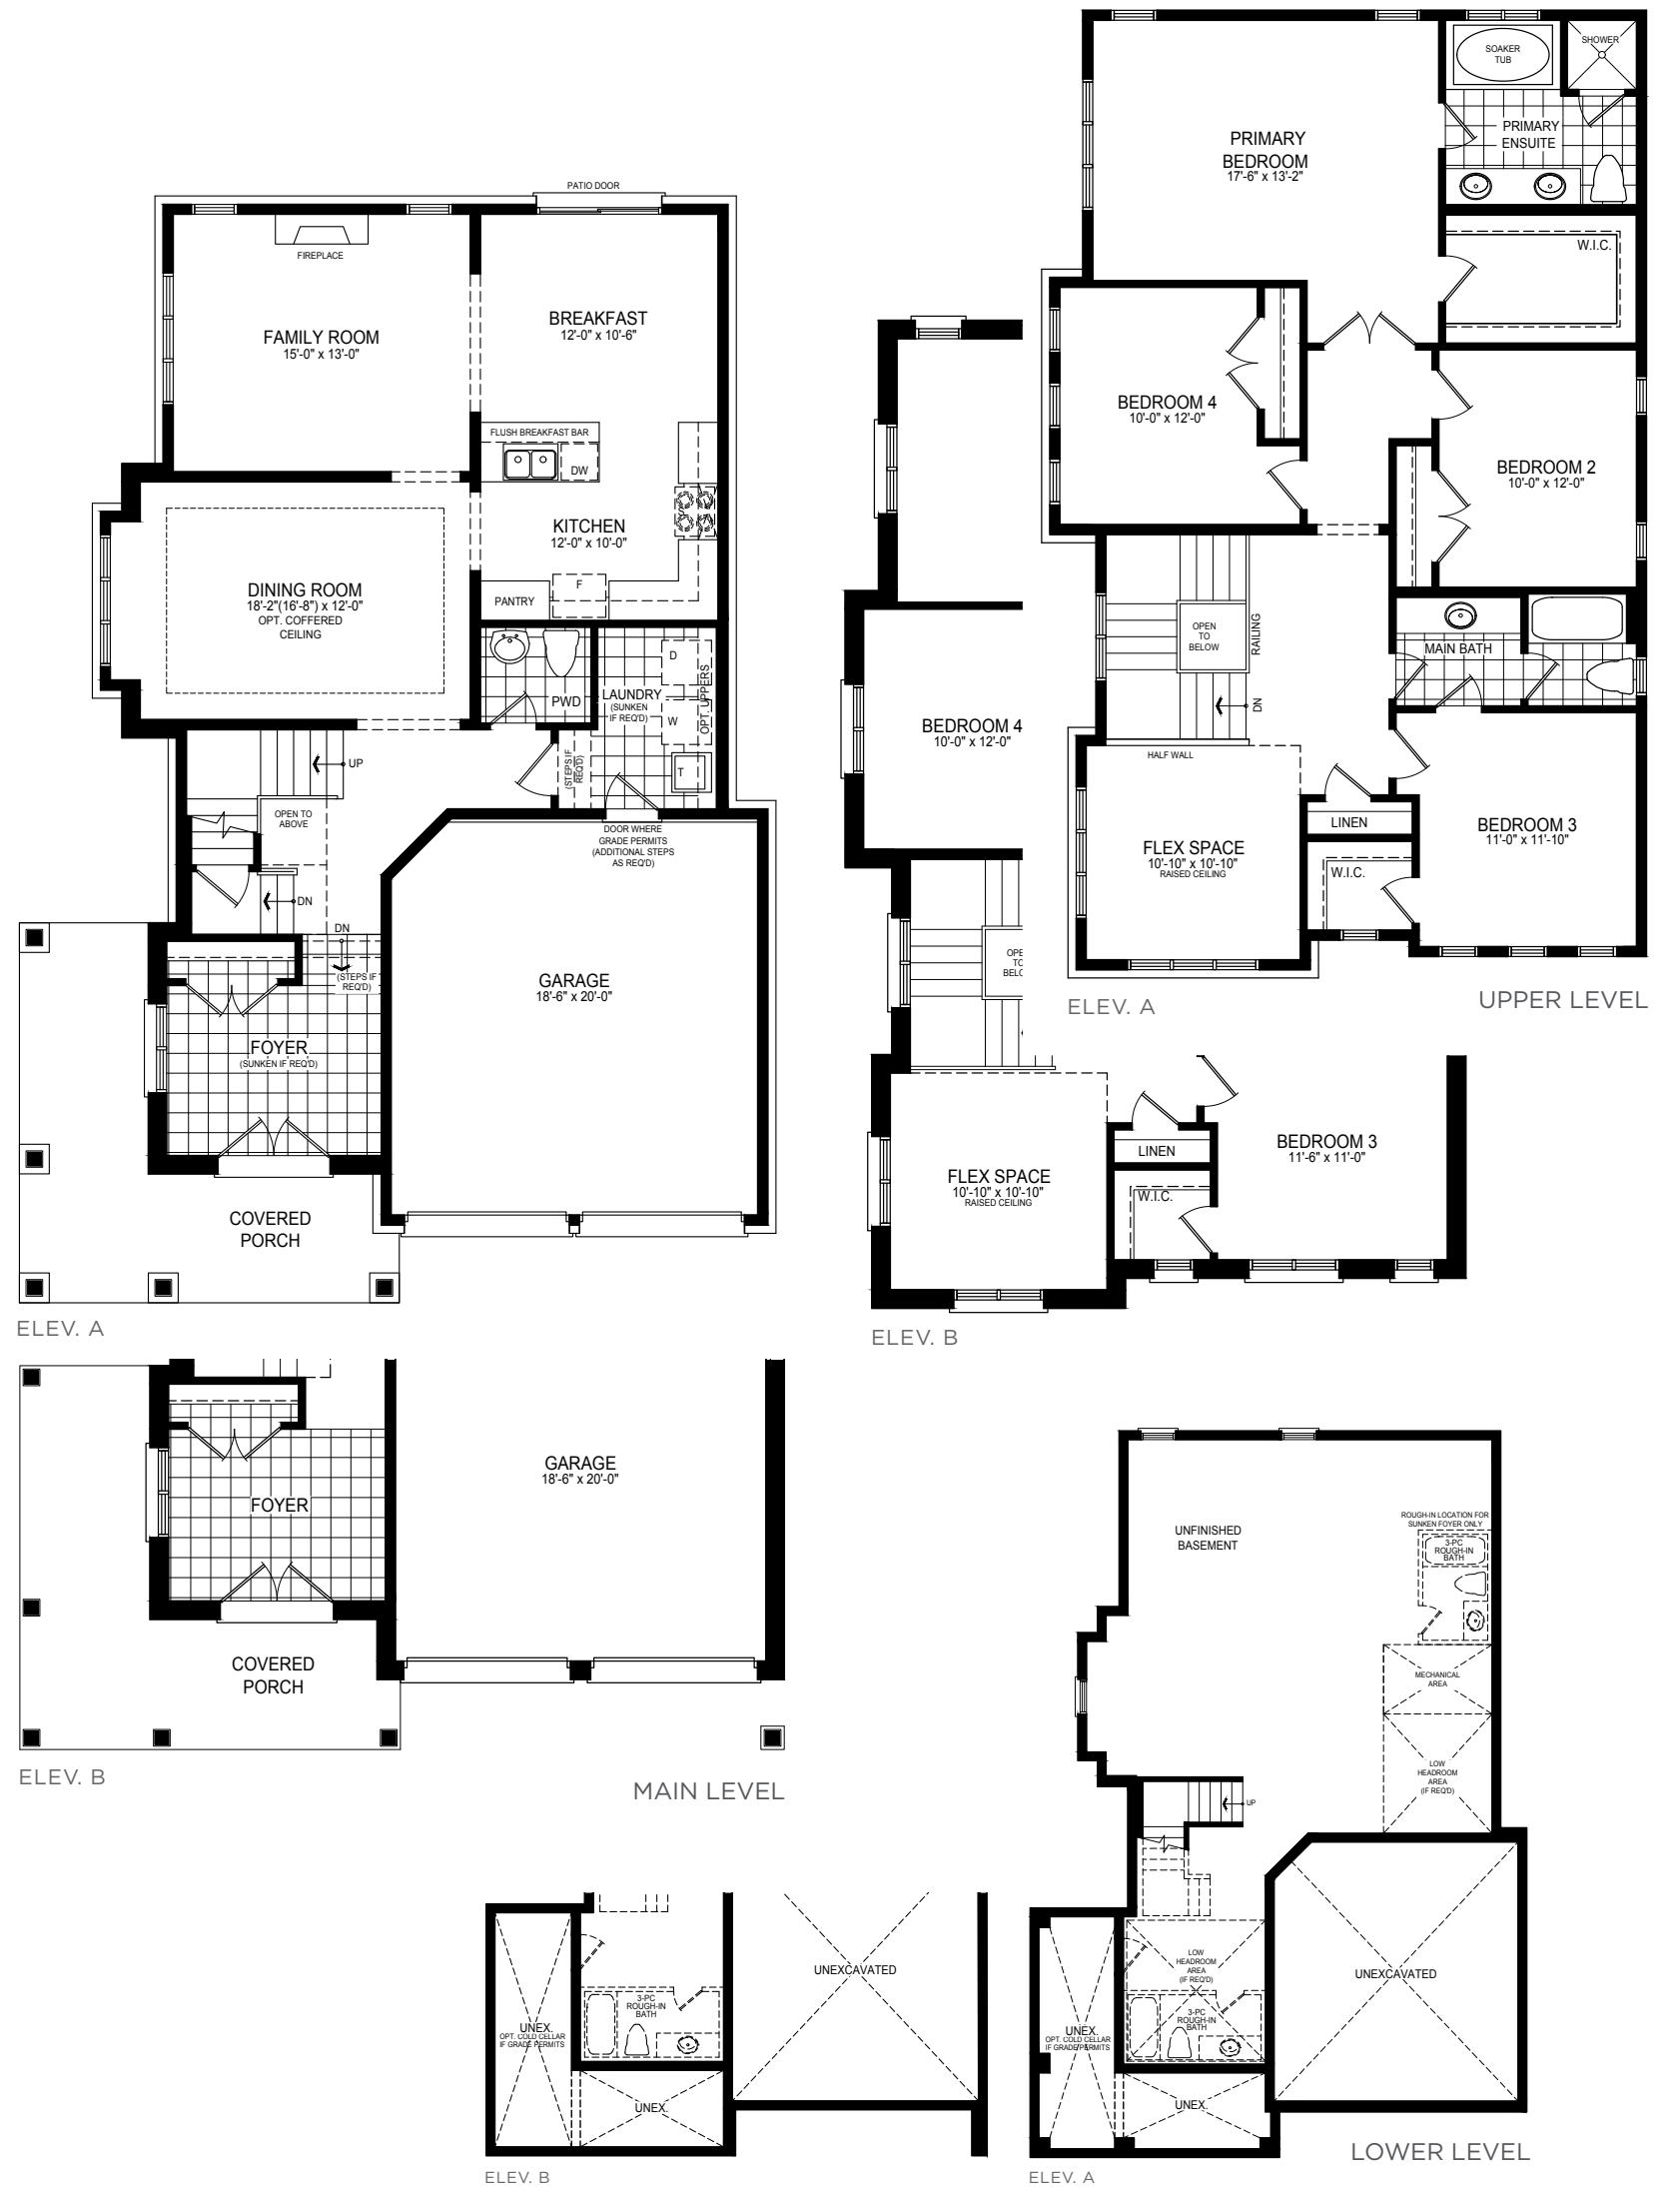 PATIO DOOR
FIREPLACE
FAMILY ROOM
15'-0" x 13'-0"
BREAKFAST
12'-0" x 10'-6"
FLUSH BREAKFAST BAR
DW
KITCHEN
12'-0" x 10'-0"
F
PANTRY
DINING ROOM
18'-2"(16'-8") x 12'-0"
OPT. COFFERED
CEILING
PWD
LAUNDRY
(SUNKEN
IF REQ'D)
D
W
OPT. UPPERS
T
(STEPS IF
REQ'D)
UP
OPEN TO
ABOVE
DN
DN
(STEPS IF
REQ'D)
DOOR WHERE
GRADE PERMITS
(ADDITIONAL STEPS
AS REQ'D)
GARAGE
18'-6" x 20'-0"
FOYER
(SUNKEN IF REQ'D)
COVERED
PORCH
ELEV. A
GARAGE
18'-6" x 20'-0"
FOYER
COVERED
PORCH
ELEV. B
MAIN LEVEL
PRIMARY
BEDROOM
17'-6" x 13'-2"
SOAKER
TUB
SHOWER
PRIMARY
ENSUITE
W.I.C.
BEDROOM 4
10'-0" x 12'-0"
BEDROOM 2
10'-0" x 12'-0"
OPEN
TO
BELOW
RAILING
DN
MAIN BATH
HALF WALL
LINEN
FLEX SPACE
10'-10" x 10'-10"
RAISED CEILING
W.I.C.
BEDROOM 3
11'-0" x 11'-10"
ELEV. A
UPPER LEVEL
BEDROOM 4
10'-0" x 12'-0"
OPE
TO
BELO
LINEN
FLEX SPACE
10'-10" x 10'-10"
RAISED CEILING
W.I.C.
BEDROOM 3
11'-6" x 11'-0"
ELEV. B
UNFINISHED
BASEMENT
ROUGH-IN LOCATION FOR
SUNKEN FOYER ONLY
3-PC
ROUGH-IN
BATH
MECHANICAL
AREA
LOW
HEADROOM
AREA
(IF REQ'D)
UP
LOW
HEADROOM
AREA
(IF REQ'D)
3-PC
ROUGH-IN
BATH
UNEX.
OPT. COLD CELLAR
IF GRADE PERMITS
UNEX.
UNEXCAVATED
ELEV. A
LOWER LEVEL
UNEXCAVATED
3-PC
ROUGH-IN
BATH
UNEX.
OPT. COLD CELLAR
IF GRADE PERMITS
UNEX.
ELEV. B